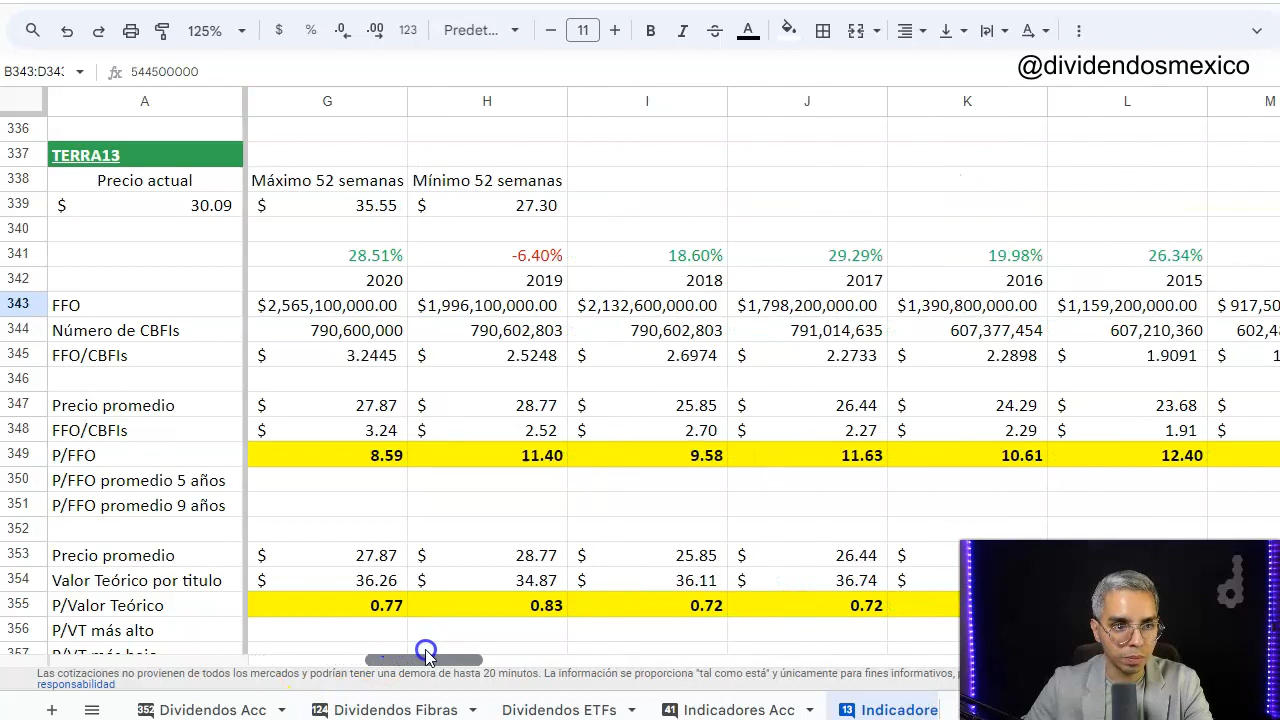 125% $ % .0 .00 123 Predet... 11 B I A
@dividendosmexico
B343:D343 fx 544500000
A G H I J K L M
336
337 TERRA13
338 Precio actual Máximo 52 semanas Mínimo 52 semanas
339 $ 30.09 $ 35.55 $ 27.30
340
341 28.51% -6.40% 18.60% 29.29% 19.98% 26.34%
342 2020 2019 2018 2017 2016 2015
343 FFO $2,565,100,000.00 $1,996,100,000.00 $2,132,600,000.00 $1,798,200,000.00 $1,390,800,000.00 $1,159,200,000.00 $ 917,50
344 Número de CBFIs 790,600,000 790,602,803 790,602,803 791,014,635 607,377,454 607,210,360 602,48
345 FFO/CBFIs $ 3.2445 $ 2.5248 $ 2.6974 $ 2.2733 $ 2.2898 $ 1.9091 $ 1
346
347 Precio promedio $ 27.87 $ 28.77 $ 25.85 $ 26.44 $ 24.29 $ 23.68 $
348 FFO/CBFIs $ 3.24 $ 2.52 $ 2.70 $ 2.27 $ 2.29 $ 1.91 $
349 P/FFO 8.59 11.40 9.58 11.63 10.61 12.40
350 P/FFO promedio 5 años
351 P/FFO promedio 9 años
352
353 Precio promedio $ 27.87 $ 28.77 $ 25.85 $ 26.44 $
354 Valor Teórico por titulo $ 36.26 $ 34.87 $ 36.11 $ 36.74 $
355 P/Valor Teórico 0.77 0.83 0.72 0.72
356 P/VT más alto
357 P/VT más bajo
Las cotizaciones no provienen de todos los mercados y podrían tener una demora de hasta 20 minutos. La información se proporciona "tal como está" y únicamente para fines informativos,
responsabilidad
352 Dividendos Acc 124 Dividendos Fibras Dividendos ETFs 41 Indicadores Acc 13 Indicadore